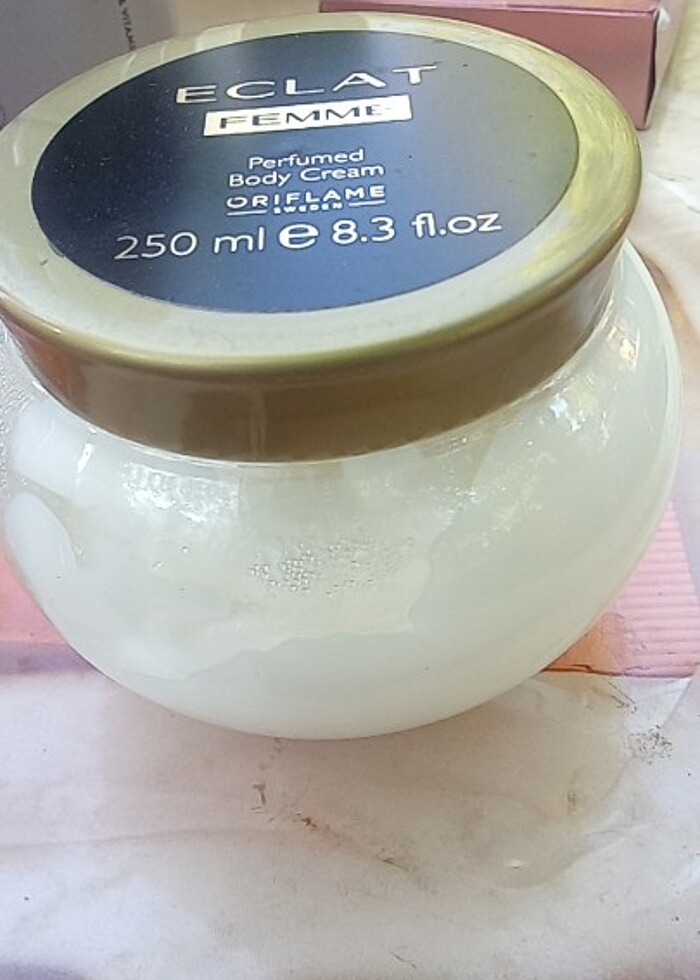 ECLAT
FEMME
Perfumed
Body Cream
ORIFLAME
SWEDEN
250 ml e 8.3 fl.oz